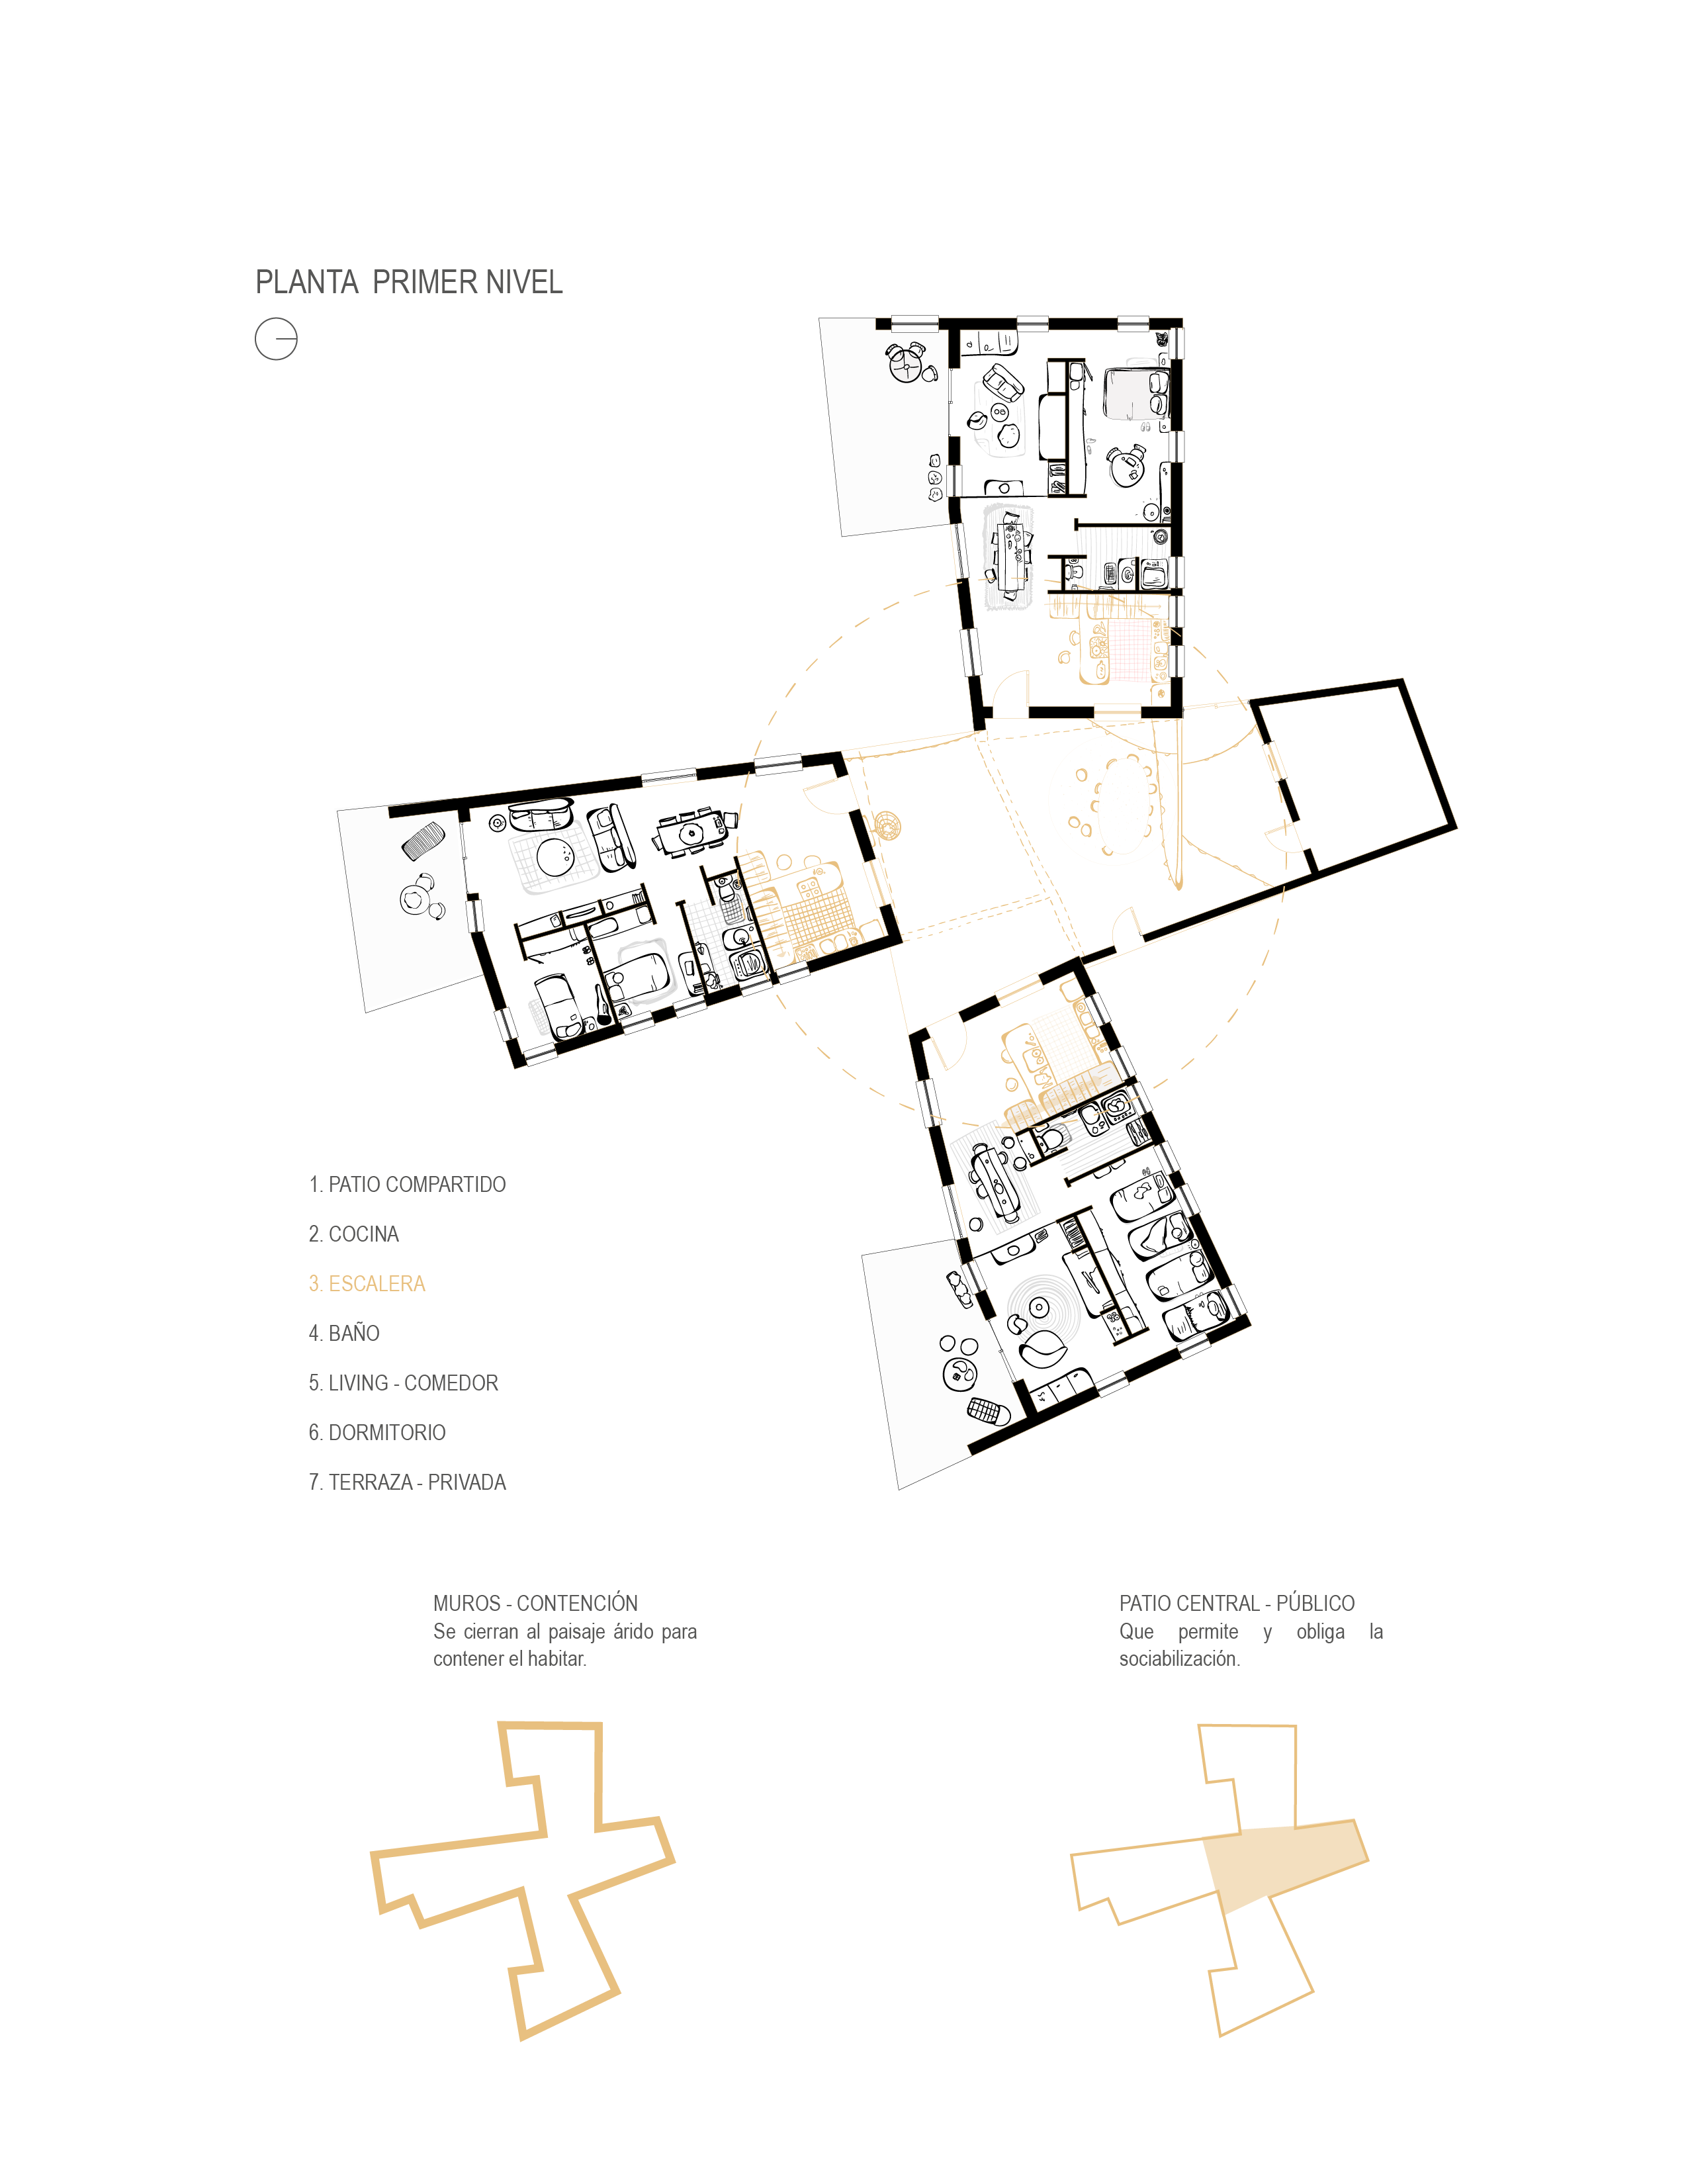 PLANTA PRIMER NIVEL
1. PATIO COMPARTIDO
2. COCINA
3. ESCALERA
4. BAÑO
5. LIVING - COMEDOR
6. DORMITORIO
7. TERRAZA - PRIVADA
MUROS - CONTENCIÓN
Se cierran al paisaje árido para
contener el habitar.
PATIO CENTRAL - PÚBLICO
Que permite y obliga la
sociabilización.